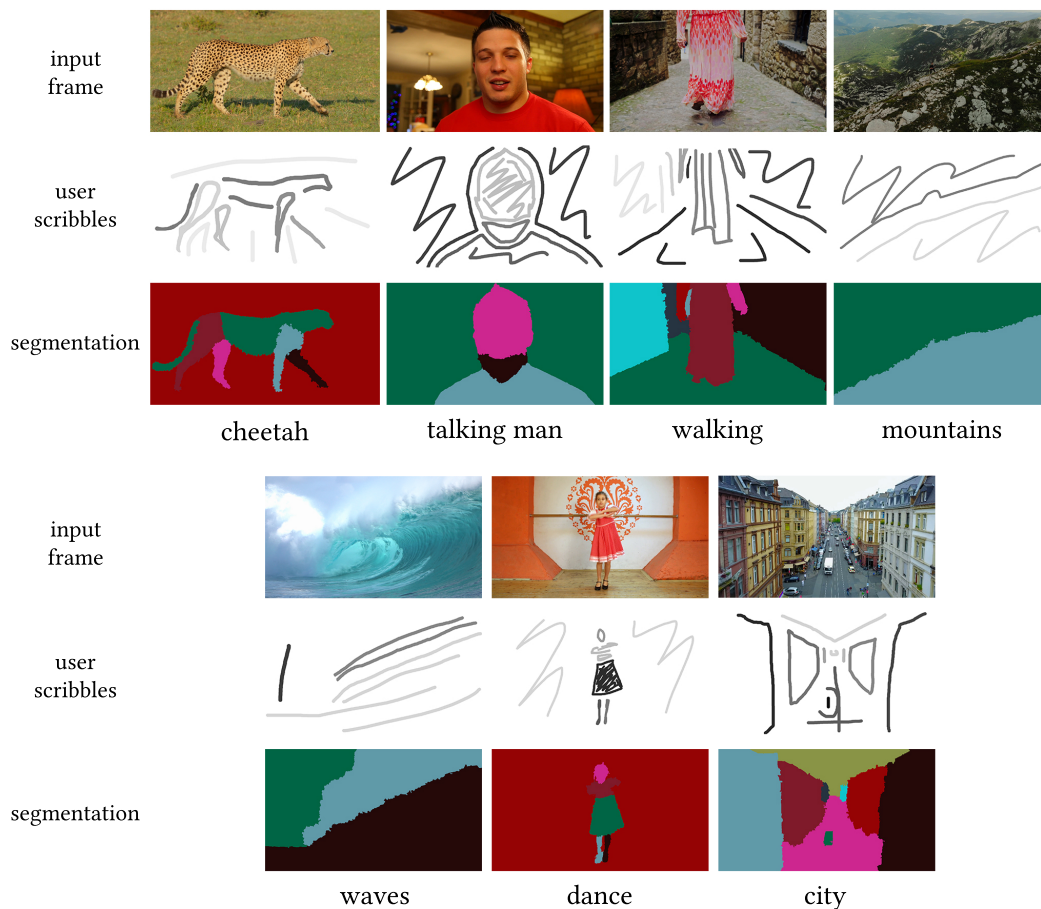 input
frame
user
scribbles
segmentation
cheetah
talking man
walking
mountains
input
frame
user
scribbles
segmentation
waves
dance
city